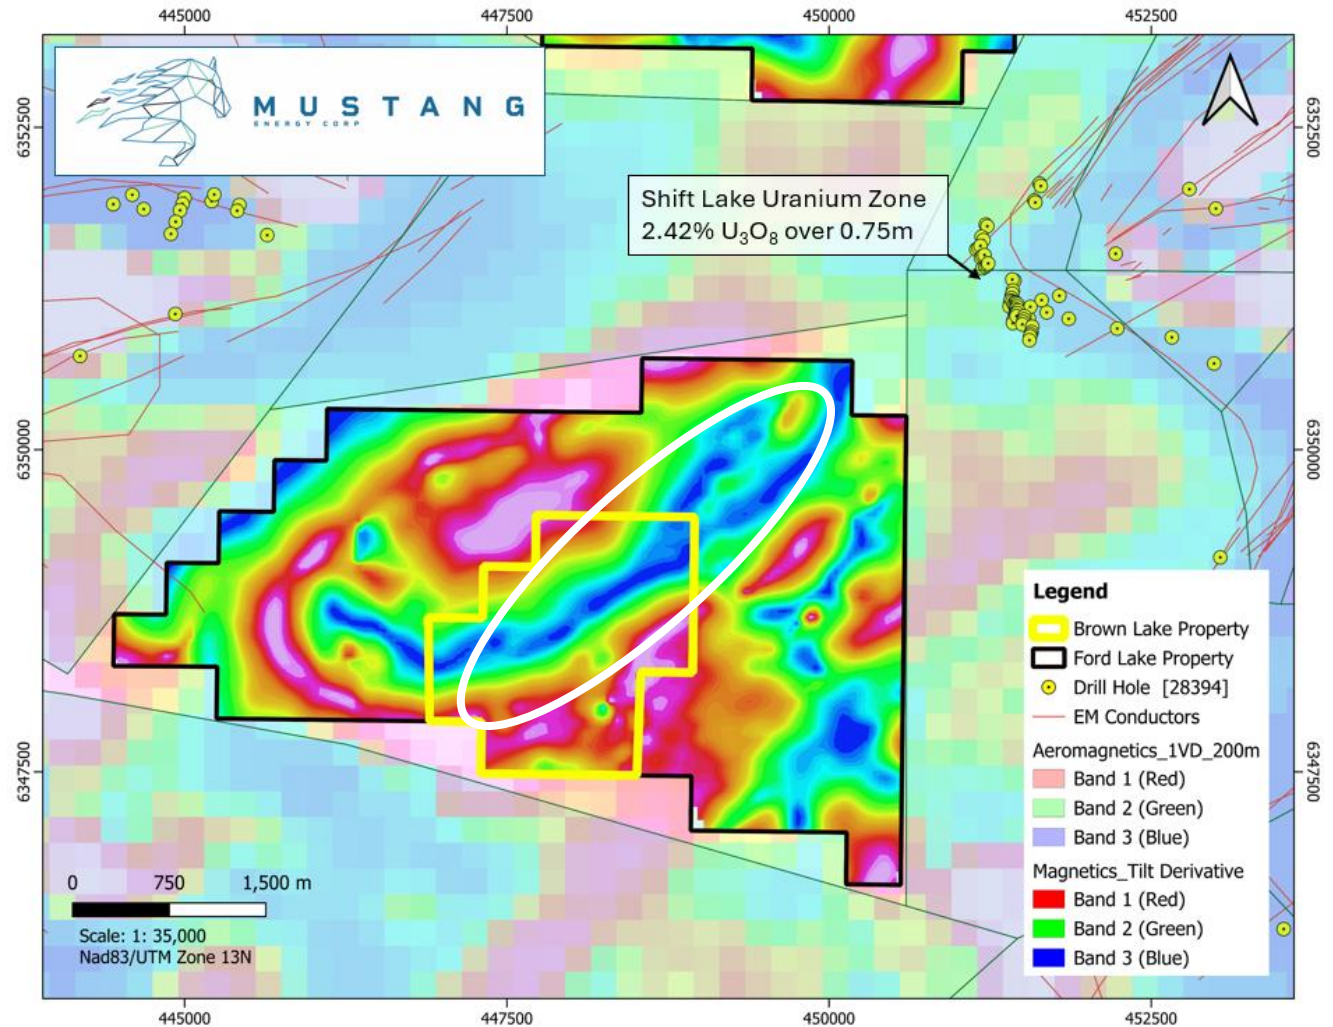 445000
447500
450000
452500
MUSTANG
ENERGY CORP
6352500
6352500
Shift Lake Uranium Zone
2.42% U₃O₈ over 0.75m
6350000
6350000
6347500
6347500
Legend
Brown Lake Property
Ford Lake Property
Drill Hole [28394]
EM Conductors
Aeromagnetics_1VD_200m
Band 1 (Red)
Band 2 (Green)
Band 3 (Blue)
Magnetics_Tilt Derivative
Band 1 (Red)
Band 2 (Green)
Band 3 (Blue)
0 750 1,500 m
Scale: 1: 35,000
Nad83/UTM Zone 13N
445000
447500
450000
452500